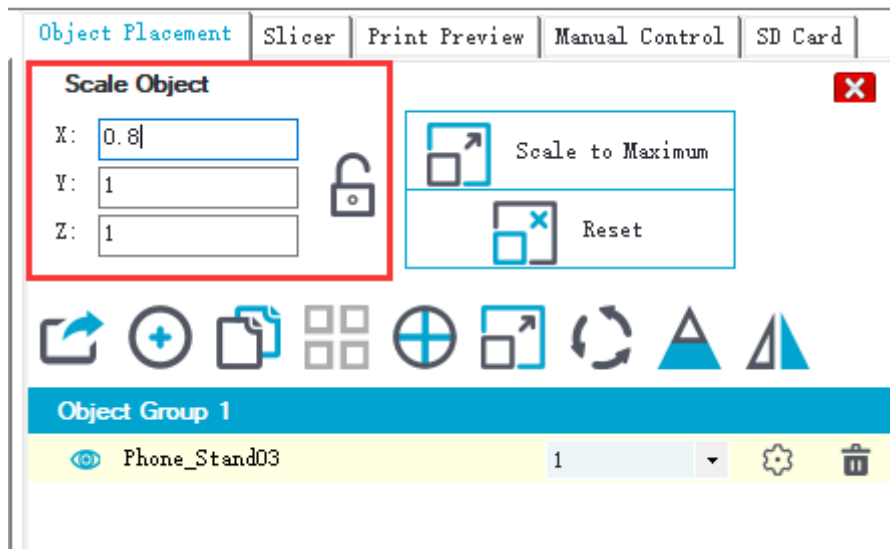 Object Placement Slicer Print Preview Manual Control SD Card
Scale Object
X: 0.8
Y: 1
Z: 1
Scale to Maximum
Reset
Object Group 1
Phone_Stand03 1